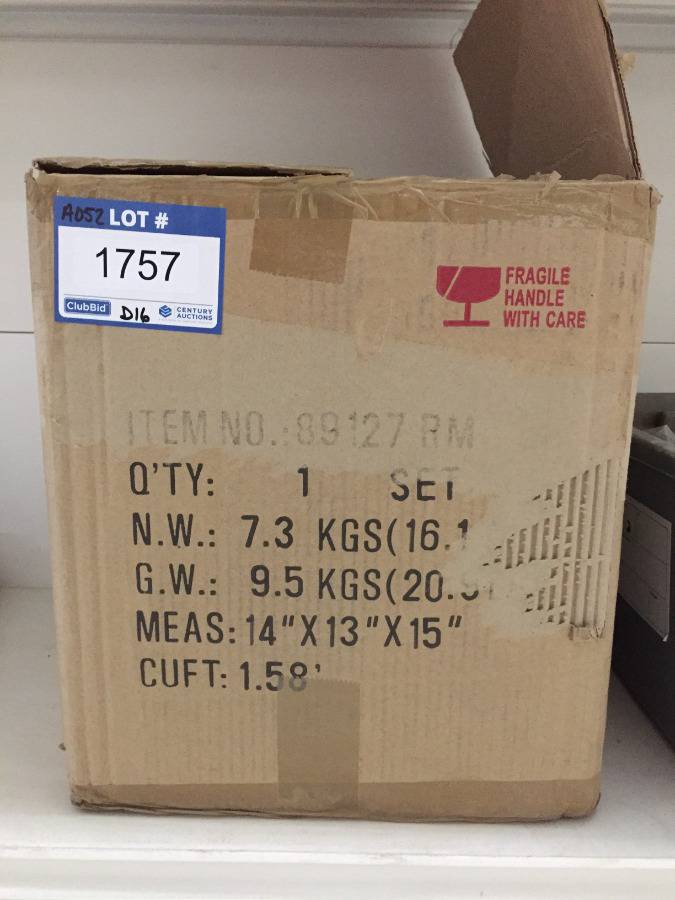 A052 LOT #
1757
ClubBid D16 CENTURY
AUCTIONS
FRAGILE
HANDLE
WITH CARE
ITEM NO.:89127 RM
Q'TY: 1 SET
N.W.: 7.3 KGS(16.1
G.W.: 9.5 KGS(20.9
MEAS: 14"X13"X15"
CUFT: 1.58'